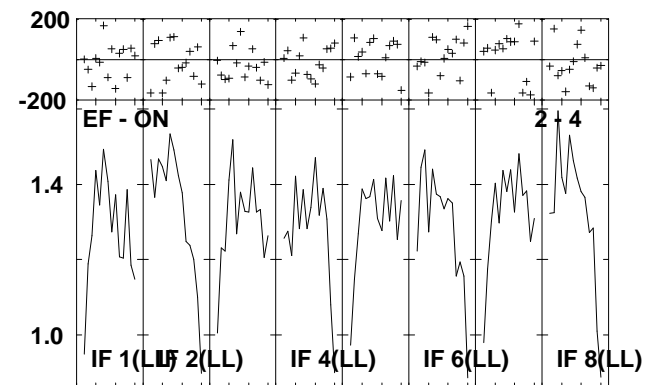 200
-200
EF - ON 2 - 4
1.4
1.0
IF 1(LL) IF 2(LL) IF 4(LL) IF 6(LL) IF 8(LL)